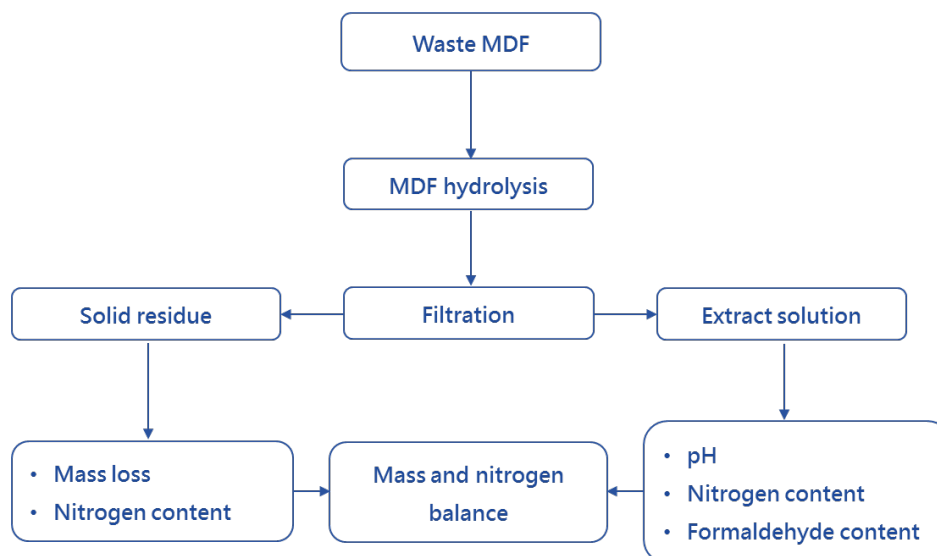 Waste MDF
MDF hydrolysis
Solid residue
Filtration
Extract solution
• Mass loss
• Nitrogen content
Mass and nitrogen
balance
• pH
• Nitrogen content
• Formaldehyde content